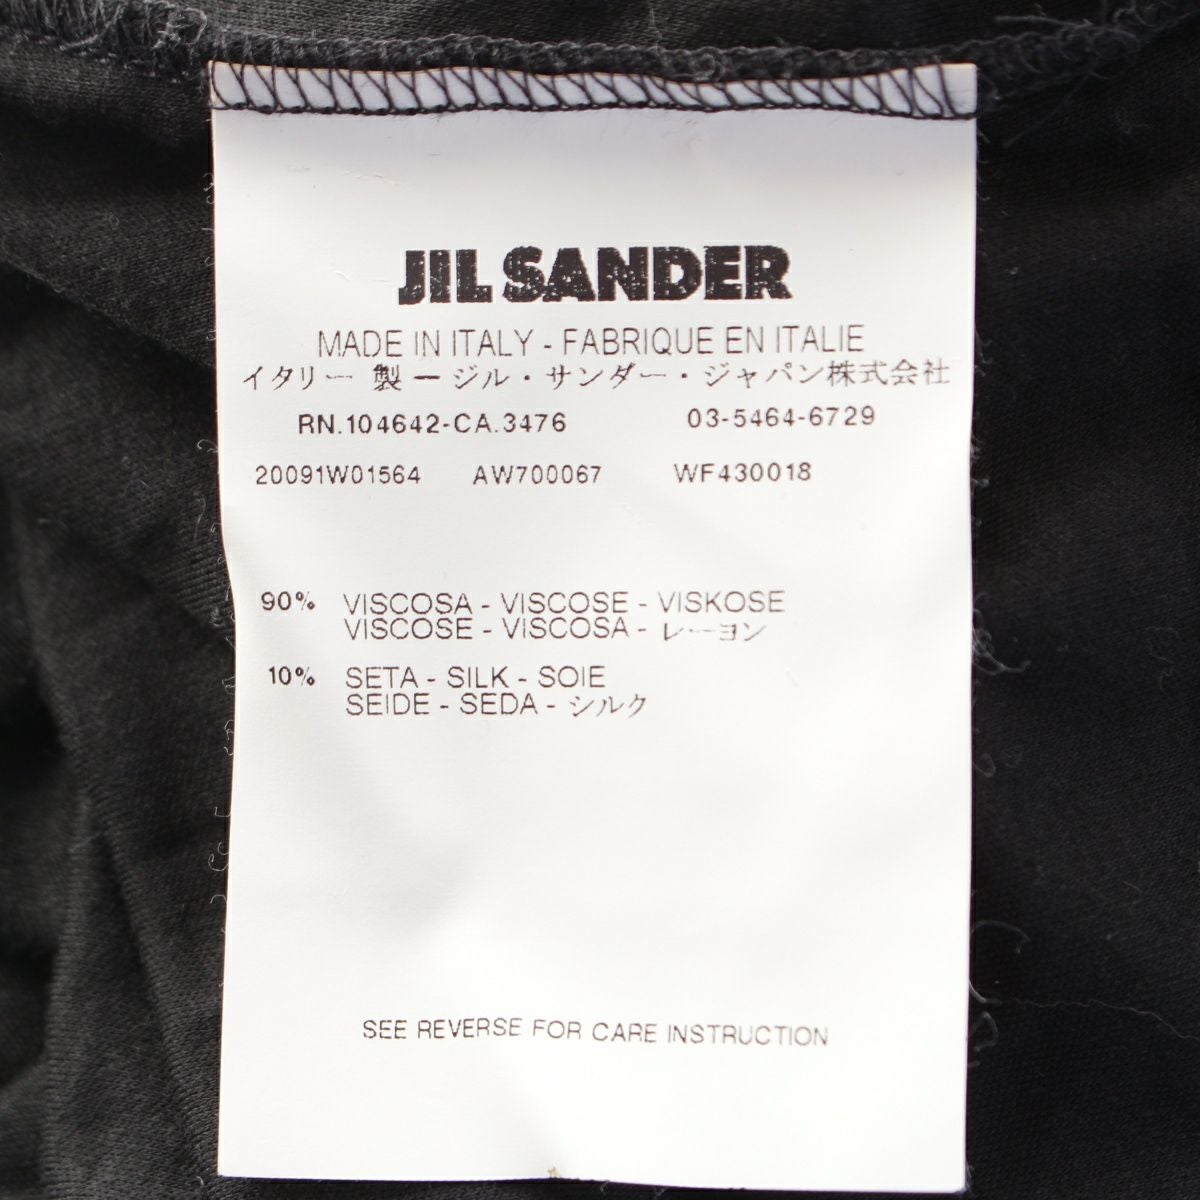 JIL SANDER
MADE IN ITALY - FABRIQUE EN ITALIE
イタリー 製 ー ジル・サンダー・ジャパン株式会社
RN.104642-CA.3476 03-5464-6729
20091W01564 AW700067 WF430018
90% VISCOSA - VISCOSE - VISKOSE
VISCOSE - VISCOSA - レーヨン
10% SETA - SILK - SOIE
SEIDE - SEDA - シルク
SEE REVERSE FOR CARE INSTRUCTION